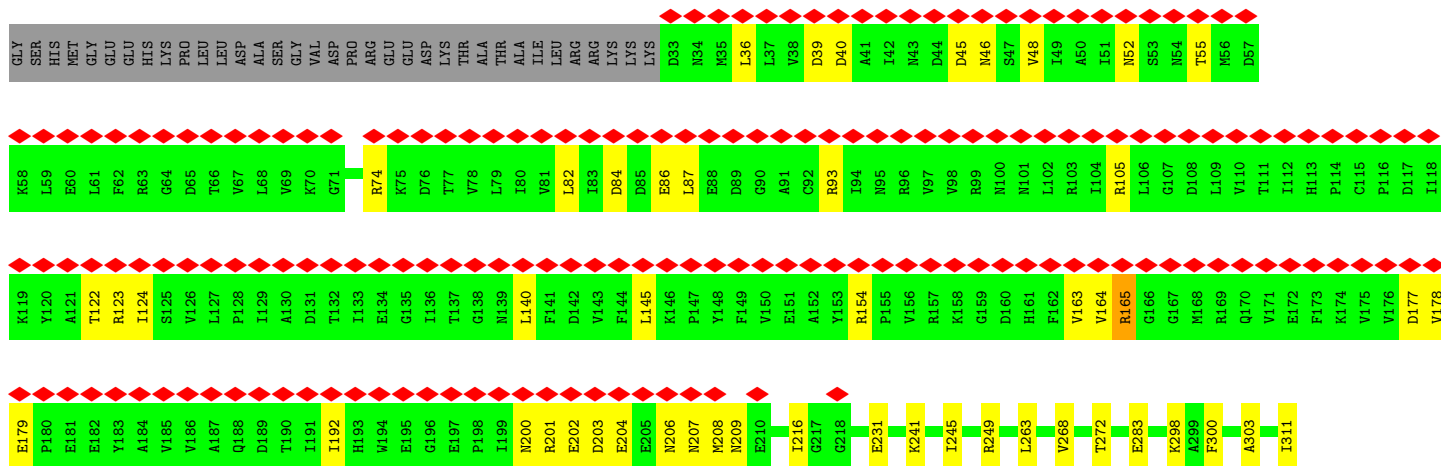 GLY SER HIS MET GLY GLU GLU HIS LYS PRO LEU LEU ASP ALA SER GLY VAL ASP PRO ARG GLU GLU ASP LYS THR ALA THR ALA ILE LEU ARG ARG LYS LYS LYS D33 N34 M35 L36 L37 V38 D39 D40 A41 I42 N43 D44 D45 N46 S47 V48 I49 A50 I51 N52 S53 N54 T55 M56 D57
K58 L59 E60 L61 F62 R63 G64 D65 T66 V67 L68 V69 K70 G71 R74 K75 D76 T77 V78 L79 I80 V81 L82 I83 D84 D85 E86 L87 E88 D89 G90 A91 C92 R93 I94 N95 R96 V97 V98 R99 N100 N101 L102 R103 I104 R105 L106 G107 D108 L109 V110 T111 I112 H113 P114 C115 P116 D117 I118
K119 Y120 A121 T122 R123 I124 S125 V126 L127 P128 I129 A130 D131 T132 I133 E134 G135 I136 T137 G138 N139 L140 F141 D142 V143 F144 L145 K146 P147 Y148 F149 V150 E151 A152 Y153 R154 P155 V156 R157 K158 G159 D160 H161 F162 V163 V164 R165 G166 G167 M168 R169 Q170 V171 E172 F173 K174 V175 V176 D177 V178
E179 P180 E181 E182 Y183 A184 V185 V186 A187 Q188 D189 T190 I191 I192 H193 W194 E195 G196 E197 P198 I199 N200 R201 E202 D203 E204 E205 N206 N207 M208 N209 E210 I216 G217 G218 E231 K241 I245 R249 L263 V268 T272 E283 K298 A299 F300 A303 I311